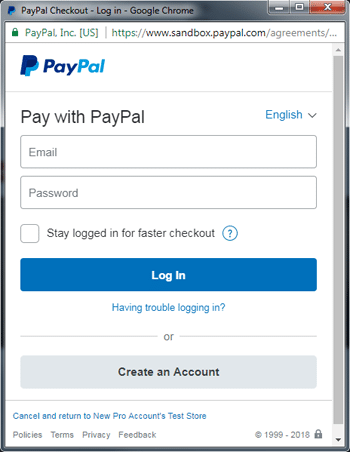 PayPal Checkout - Log in - Google Chrome
PayPal, Inc. [US] | https://www.sandbox.paypal.com/agreements/...
PayPal
Pay with PayPal
English
Email
Password
Stay logged in for faster checkout ?
Log In
Having trouble logging in?
or
Create an Account
Cancel and return to New Pro Account's Test Store
Policies Terms Privacy Feedback © 1999 - 2018